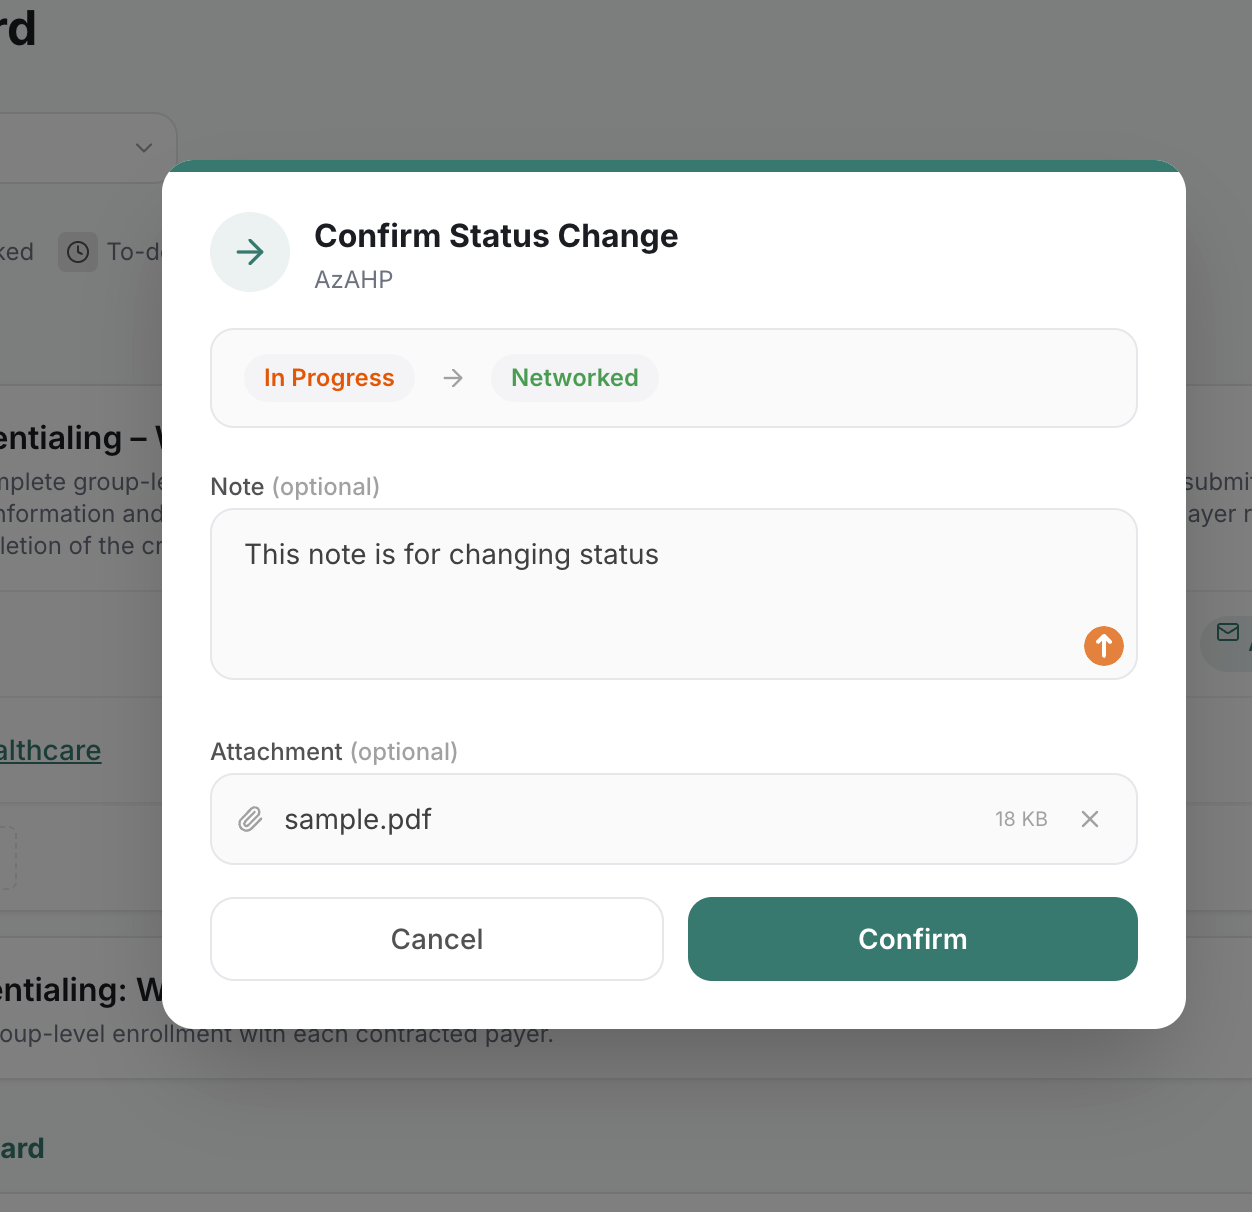 rd
ked
To-d
Confirm Status Change
AzAHP
In Progress
Networked
entialing –
mplete group-le
submi
nformation and
ayer r
letion of the cr
Note (optional)
This note is for changing status
althcare
Attachment (optional)
sample.pdf
18 KB
Cancel
Confirm
entialing: W
oup-level enrollment with each contracted payer.
ard